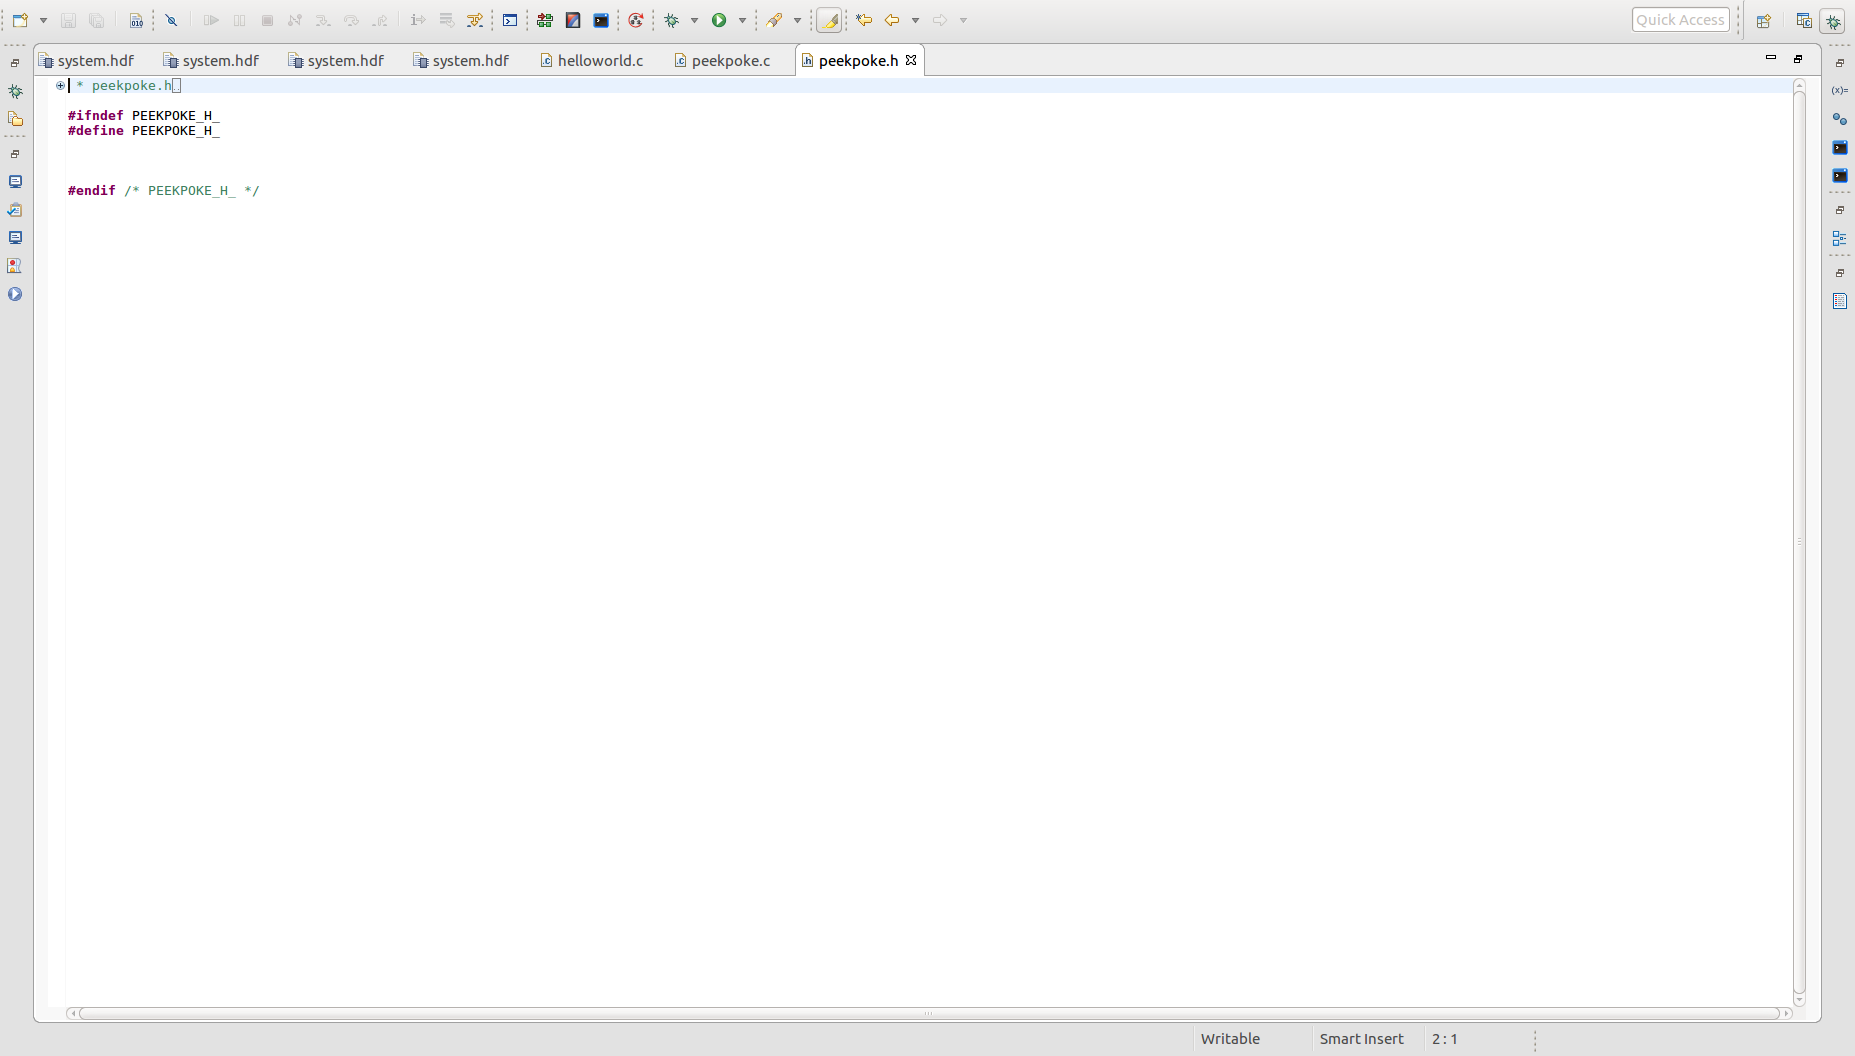 Quick Access
system.hdf system.hdf system.hdf system.hdf helloworld.c peekpoke.c peekpoke.h
* peekpoke.h
#ifndef PEEKPOKE_H_
#define PEEKPOKE_H_
#endif /* PEEKPOKE_H_ */
Writable Smart Insert 2 : 1